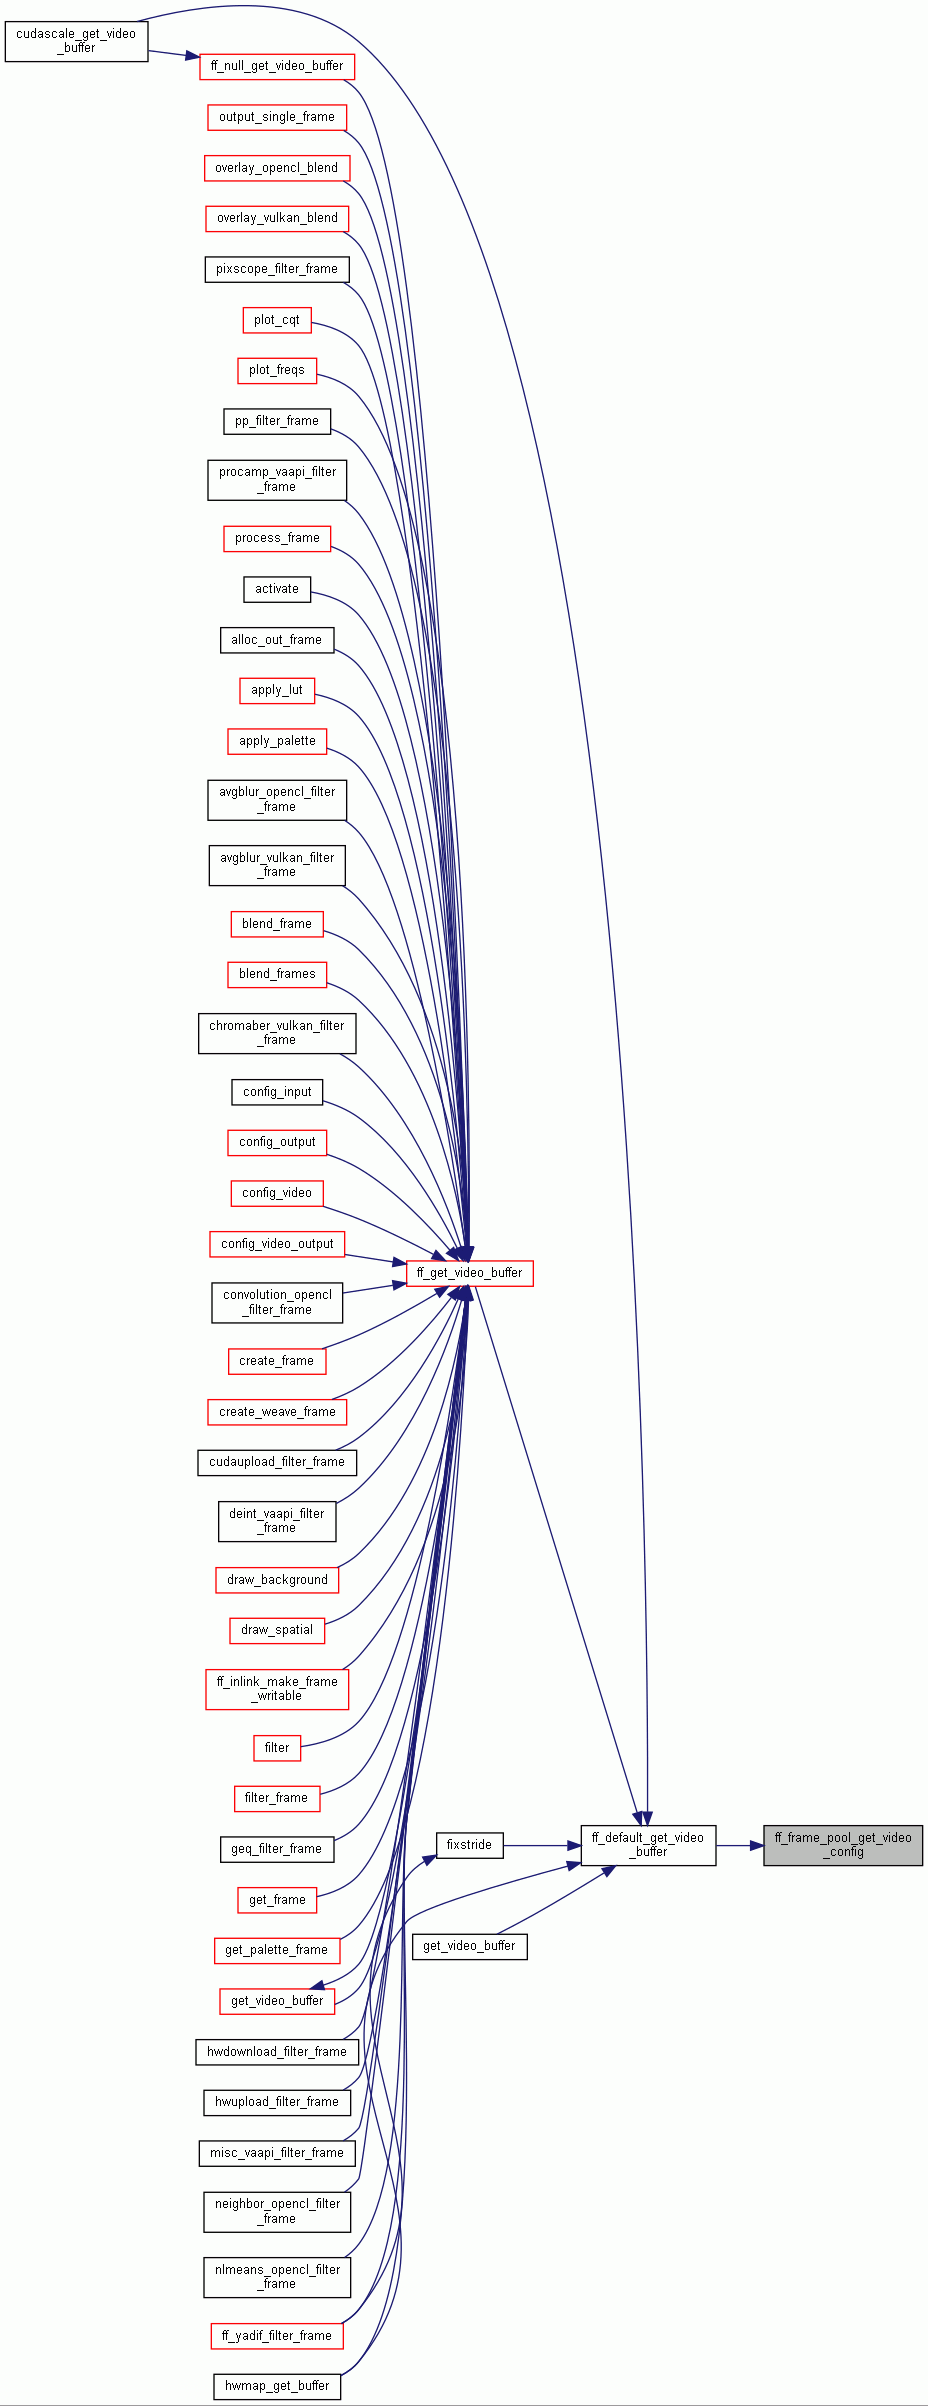 cudascale_get_video
_buffer
ff_null_get_video_buffer
output_single_frame
overlay_opencl_blend
overlay_vulkan_blend
pixscope_filter_frame
plot_cqt
plot_freqs
pp_filter_frame
procamp_vaapi_filter
_frame
process_frame
activate
alloc_out_frame
apply_lut
apply_palette
avgblur_opencl_filter
_frame
avgblur_vulkan_filter
_frame
blend_frame
blend_frames
chromaber_vulkan_filter
_frame
config_input
config_output
config_video
config_video_output
ff_get_video_buffer
convolution_opencl
_filter_frame
create_frame
create_weave_frame
cudaupload_filter_frame
deint_vaapi_filter
_frame
draw_background
draw_spatial
ff_inlink_make_frame
_writable
filter
filter_frame
geq_filter_frame
fixstride
ff_default_get_video
_buffer
ff_frame_pool_get_video
_config
get_frame
get_palette_frame
get_video_buffer
get_video_buffer
hwdownload_filter_frame
hwupload_filter_frame
misc_vaapi_filter_frame
neighbor_opencl_filter
_frame
nlmeans_opencl_filter
_frame
ff_yadif_filter_frame
hwmap_get_buffer